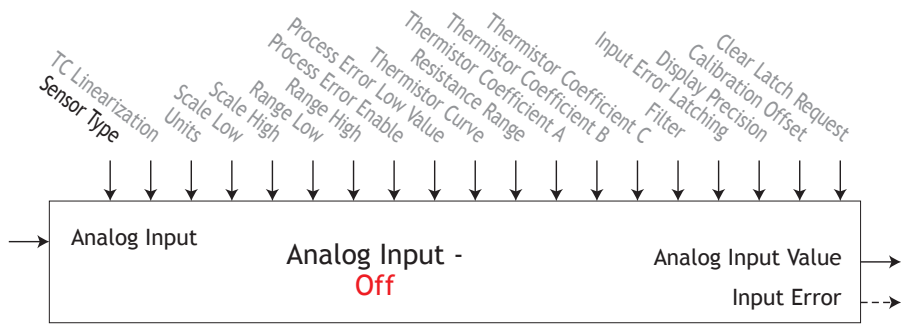 Sensor Type
TC Linearization
Units
Scale Low
Scale High
Range Low
Range High
Process Error Enable
Process Error Low Value
Thermistor Curve
Resistance Range
Thermistor Coefficient A
Thermistor Coefficient B
Thermistor Coefficient C
Filter
Input Error Latching
Display Precision
Calibration Offset
Clear Latch Request
Analog Input
Analog Input -
Off
Analog Input Value
Input Error